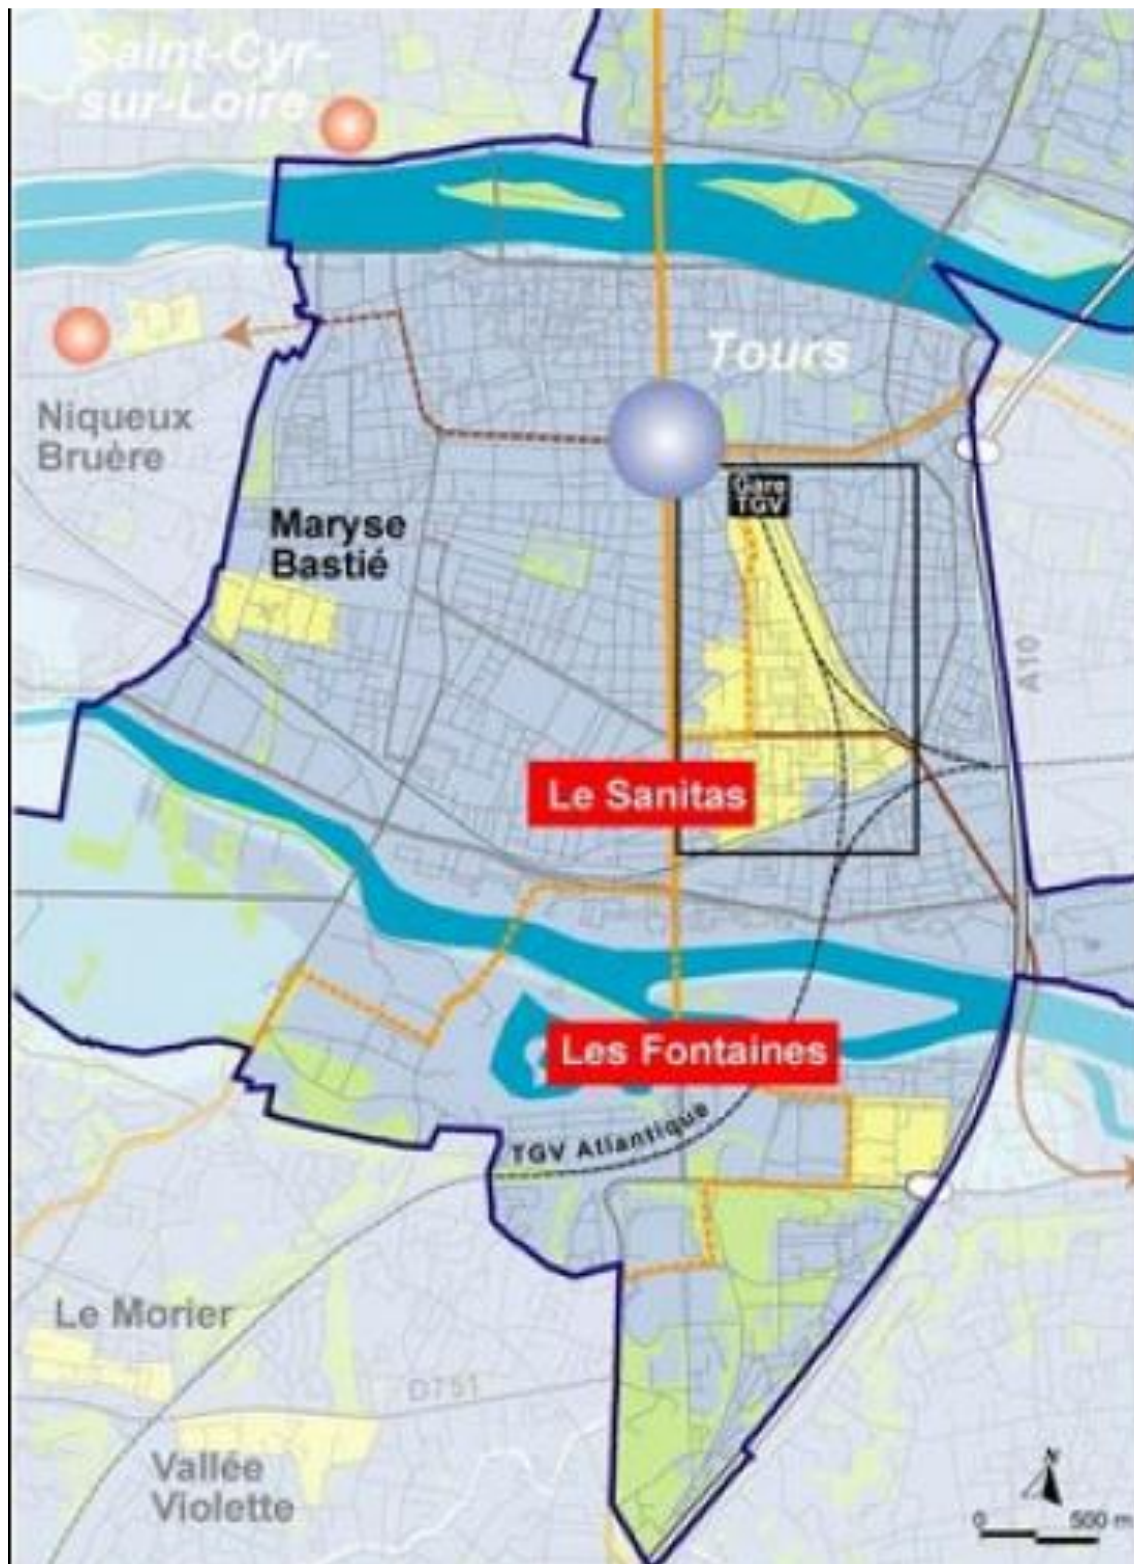 Saint-Cyr-
sur-Loire
Tours
Niqueux
Bruère
Gare
TGV
Maryse
Bastié
A10
Le Sanitas
Les Fontaines
TGV Atlantique
Le Morier
D751
Vallée
Violette
N
0 500 m